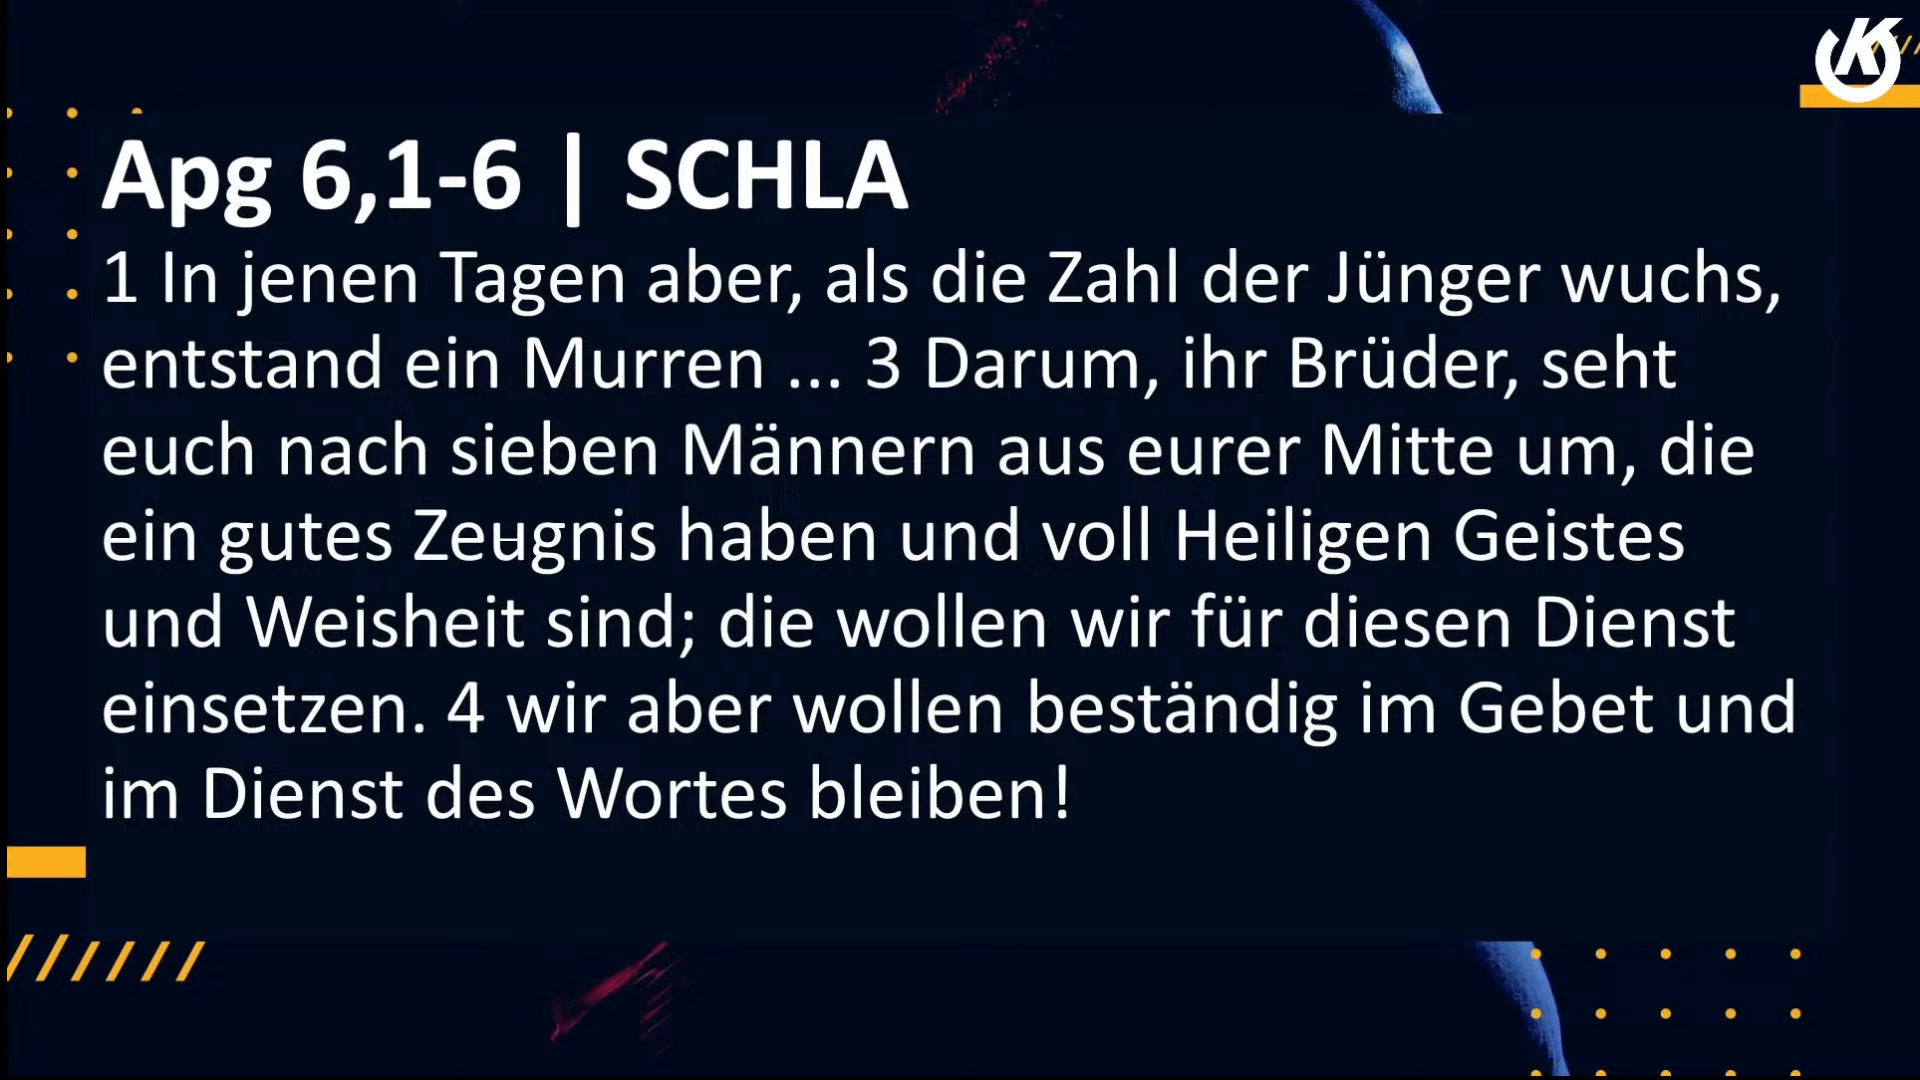 Apg 6,1-6 | SCHLA
1 In jenen Tagen aber, als die Zahl der Jünger wuchs,
entstand ein Murren ... 3 Darum, ihr Brüder, seht
euch nach sieben Männern aus eurer Mitte um, die
ein gutes Zeʉgnis haben und voll Heiligen Geistes
und Weisheit sind; die wollen wir für diesen Dienst
einsetzen. 4 wir aber wollen beständig im Gebet und
im Dienst des Wortes bleiben!